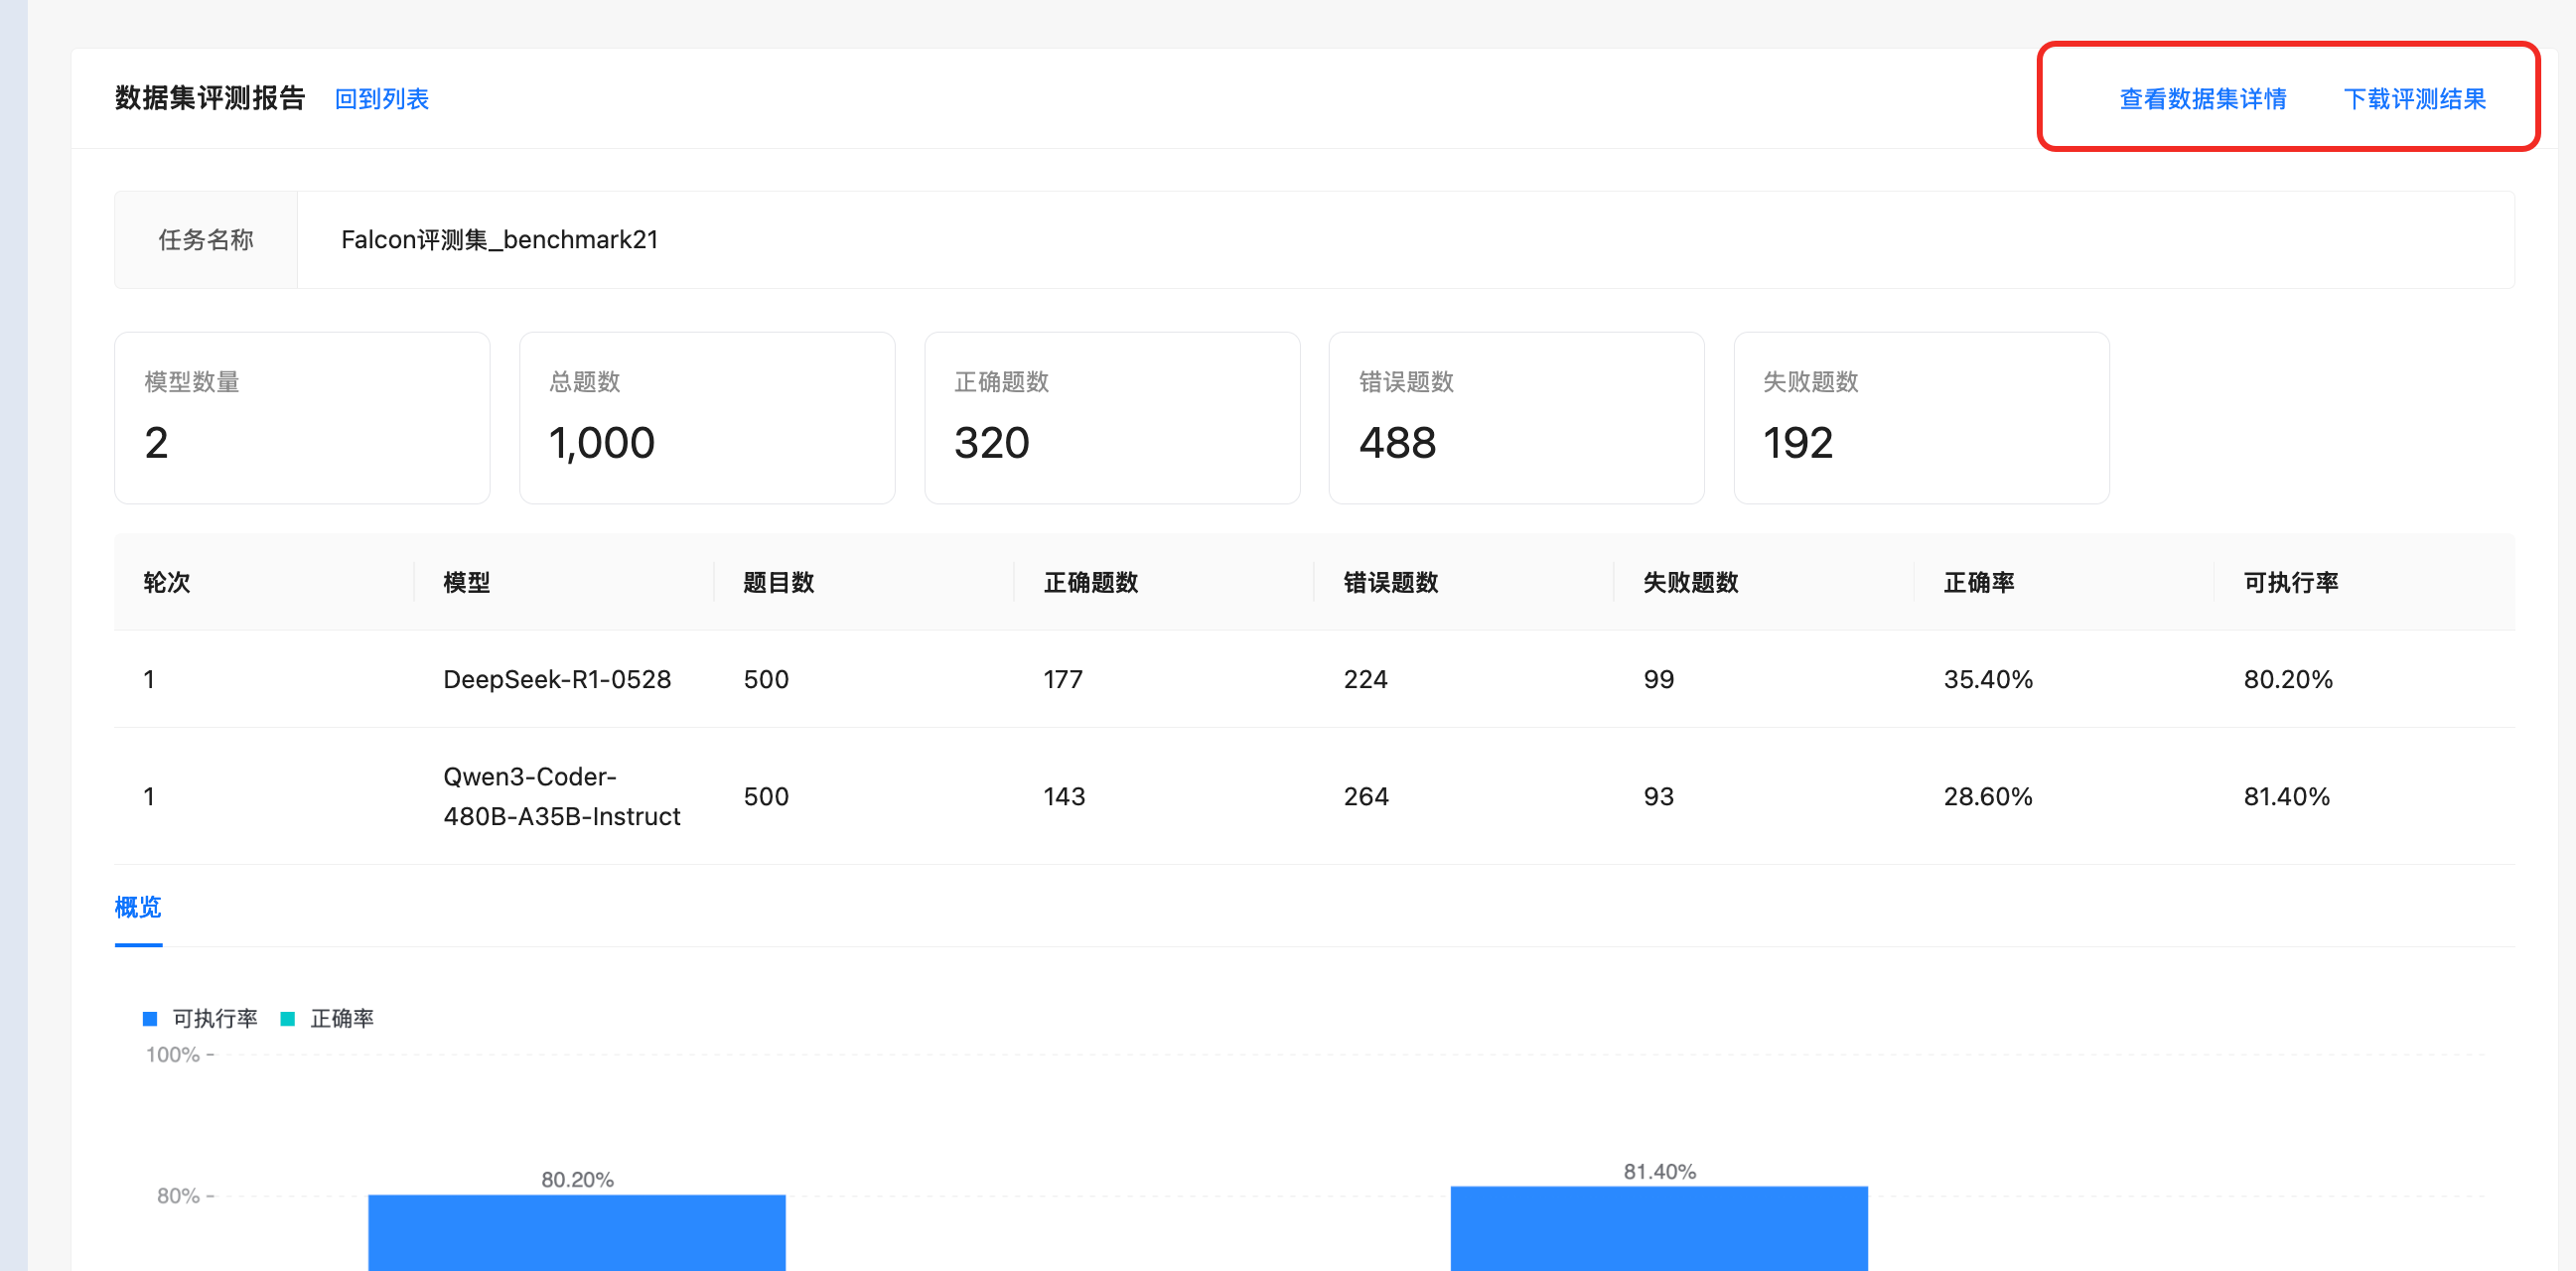 数据集评测报告 回到列表 查看数据集详情 下载评测结果
任务名称 Falcon评测集_benchmark21
模型数量 总题数 正确题数 错误题数 失败题数
2 1,000 320 488 192
轮次 模型 题目数 正确题数 错误题数 失败题数 正确率 可执行率
1 DeepSeek-R1-0528 500 177 224 99 35.40% 80.20%
1 Qwen3-Coder-
480B-A35B-Instruct 500 143 264 93 28.60% 81.40%
概览
可执行率 正确率
100%
80.20% 81.40%
80%